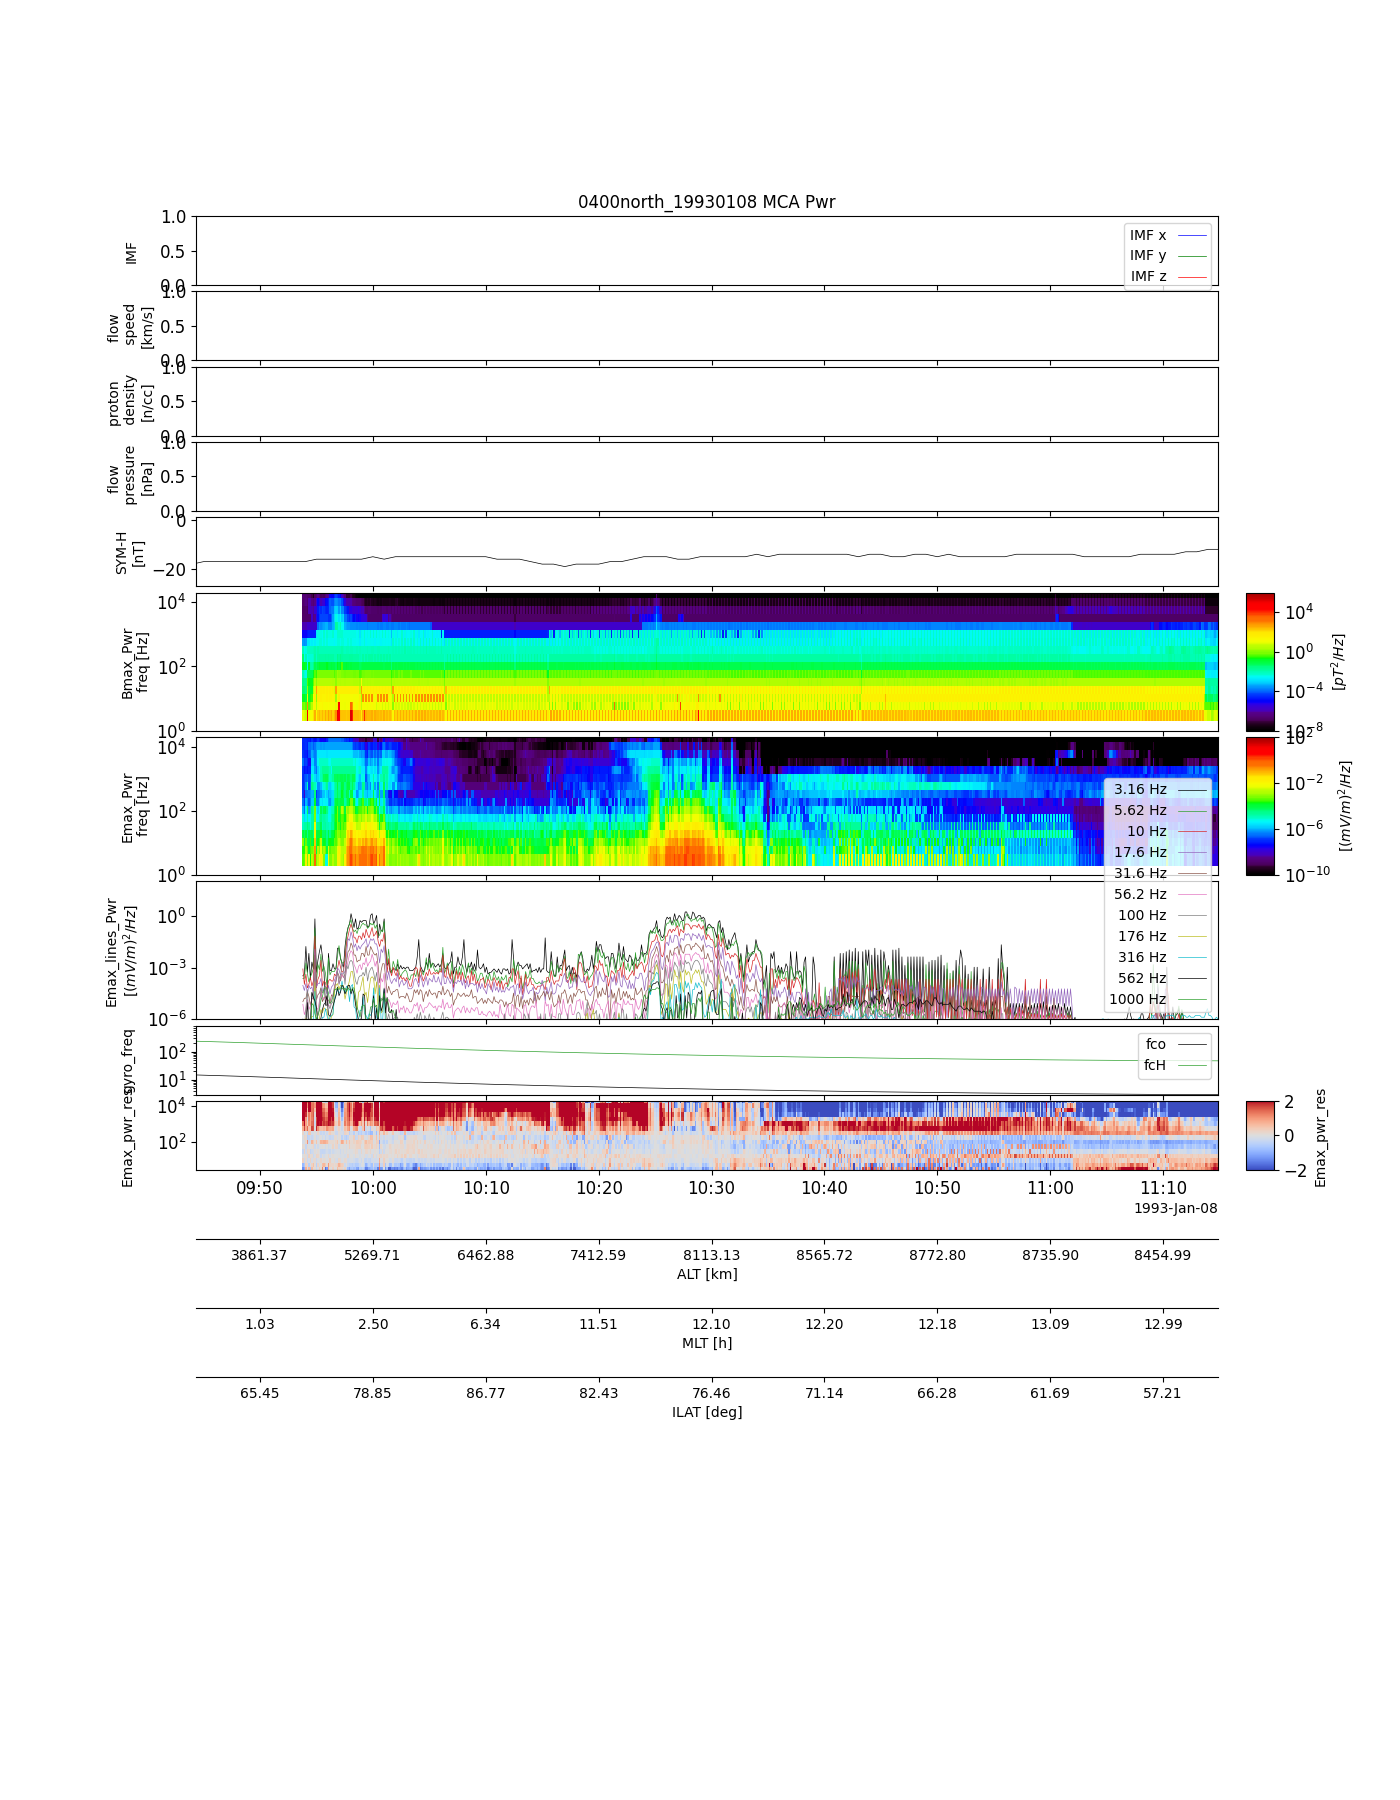 0400north_19930108 MCA Pwr
1.0
0.5
0.0
IMF
IMF x
IMF y
IMF z
1.0
0.5
0.0
flow
speed
[km/s]
1.0
0.5
0.0
proton
density
[n/cc]
1.0
0.5
0.0
flow
pressure
[nPa]
0
−20
SYM-H
[nT]
10^4
10^2
10^0
Bmax_Pwr
freq [Hz]
10^4
10^0
10^−4
10^−8
[pT^2/Hz]
10^4
10^2
10^0
Emax_Pwr
freq [Hz]
10^2
10^−2
10^−6
10^−10
[(mV/m)^2/Hz]
3.16 Hz
5.62 Hz
10 Hz
17.6 Hz
31.6 Hz
56.2 Hz
100 Hz
176 Hz
316 Hz
562 Hz
1000 Hz
10^0
10^−3
10^−6
Emax_lines_Pwr
[(mV/m)^2/Hz]
10^2
10^1
gyro_freq
fco
fcH
10^4
10^2
Emax_pwr_res
2
0
−2
Emax_pwr_res
09:50 10:00 10:10 10:20 10:30 10:40 10:50 11:00 11:10
1993-Jan-08
3861.37 5269.71 6462.88 7412.59 8113.13 8565.72 8772.80 8735.90 8454.99
ALT [km]
1.03 2.50 6.34 11.51 12.10 12.20 12.18 13.09 12.99
MLT [h]
65.45 78.85 86.77 82.43 76.46 71.14 66.28 61.69 57.21
ILAT [deg]